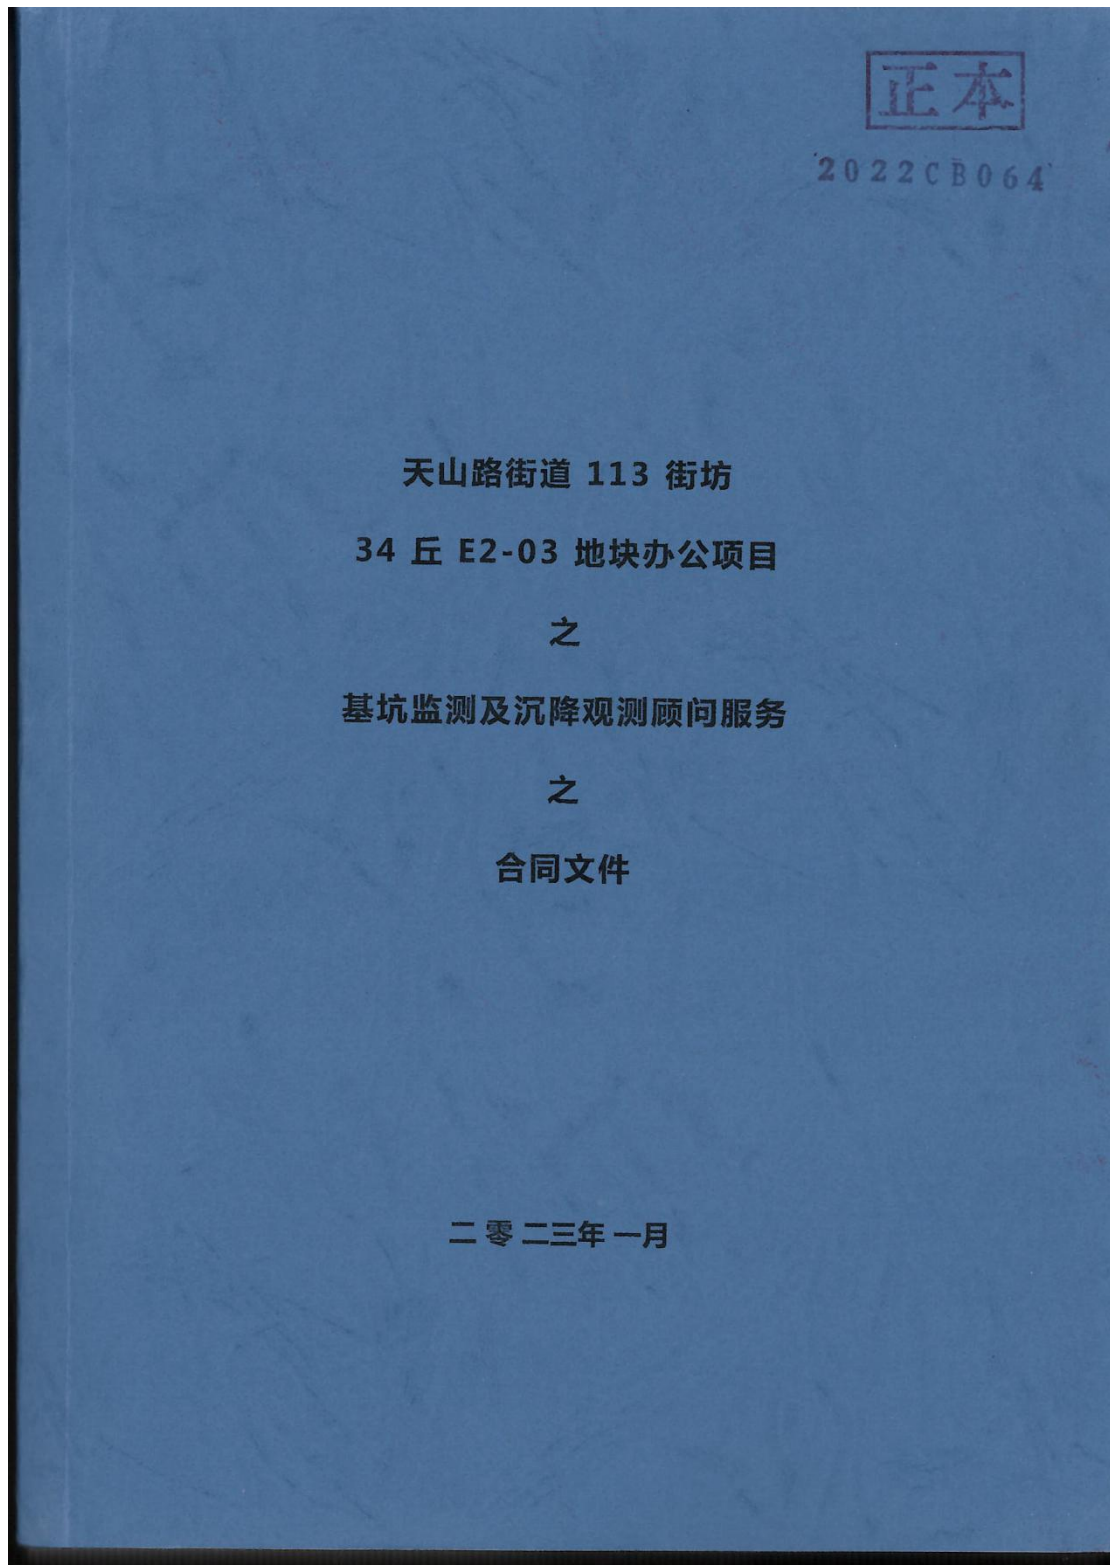 正本
2022CB064
天山路街道 113 街坊
34 丘 E2-03 地块办公项目
之
基坑监测及沉降观测顾问服务
之
合同文件
二零二三年一月